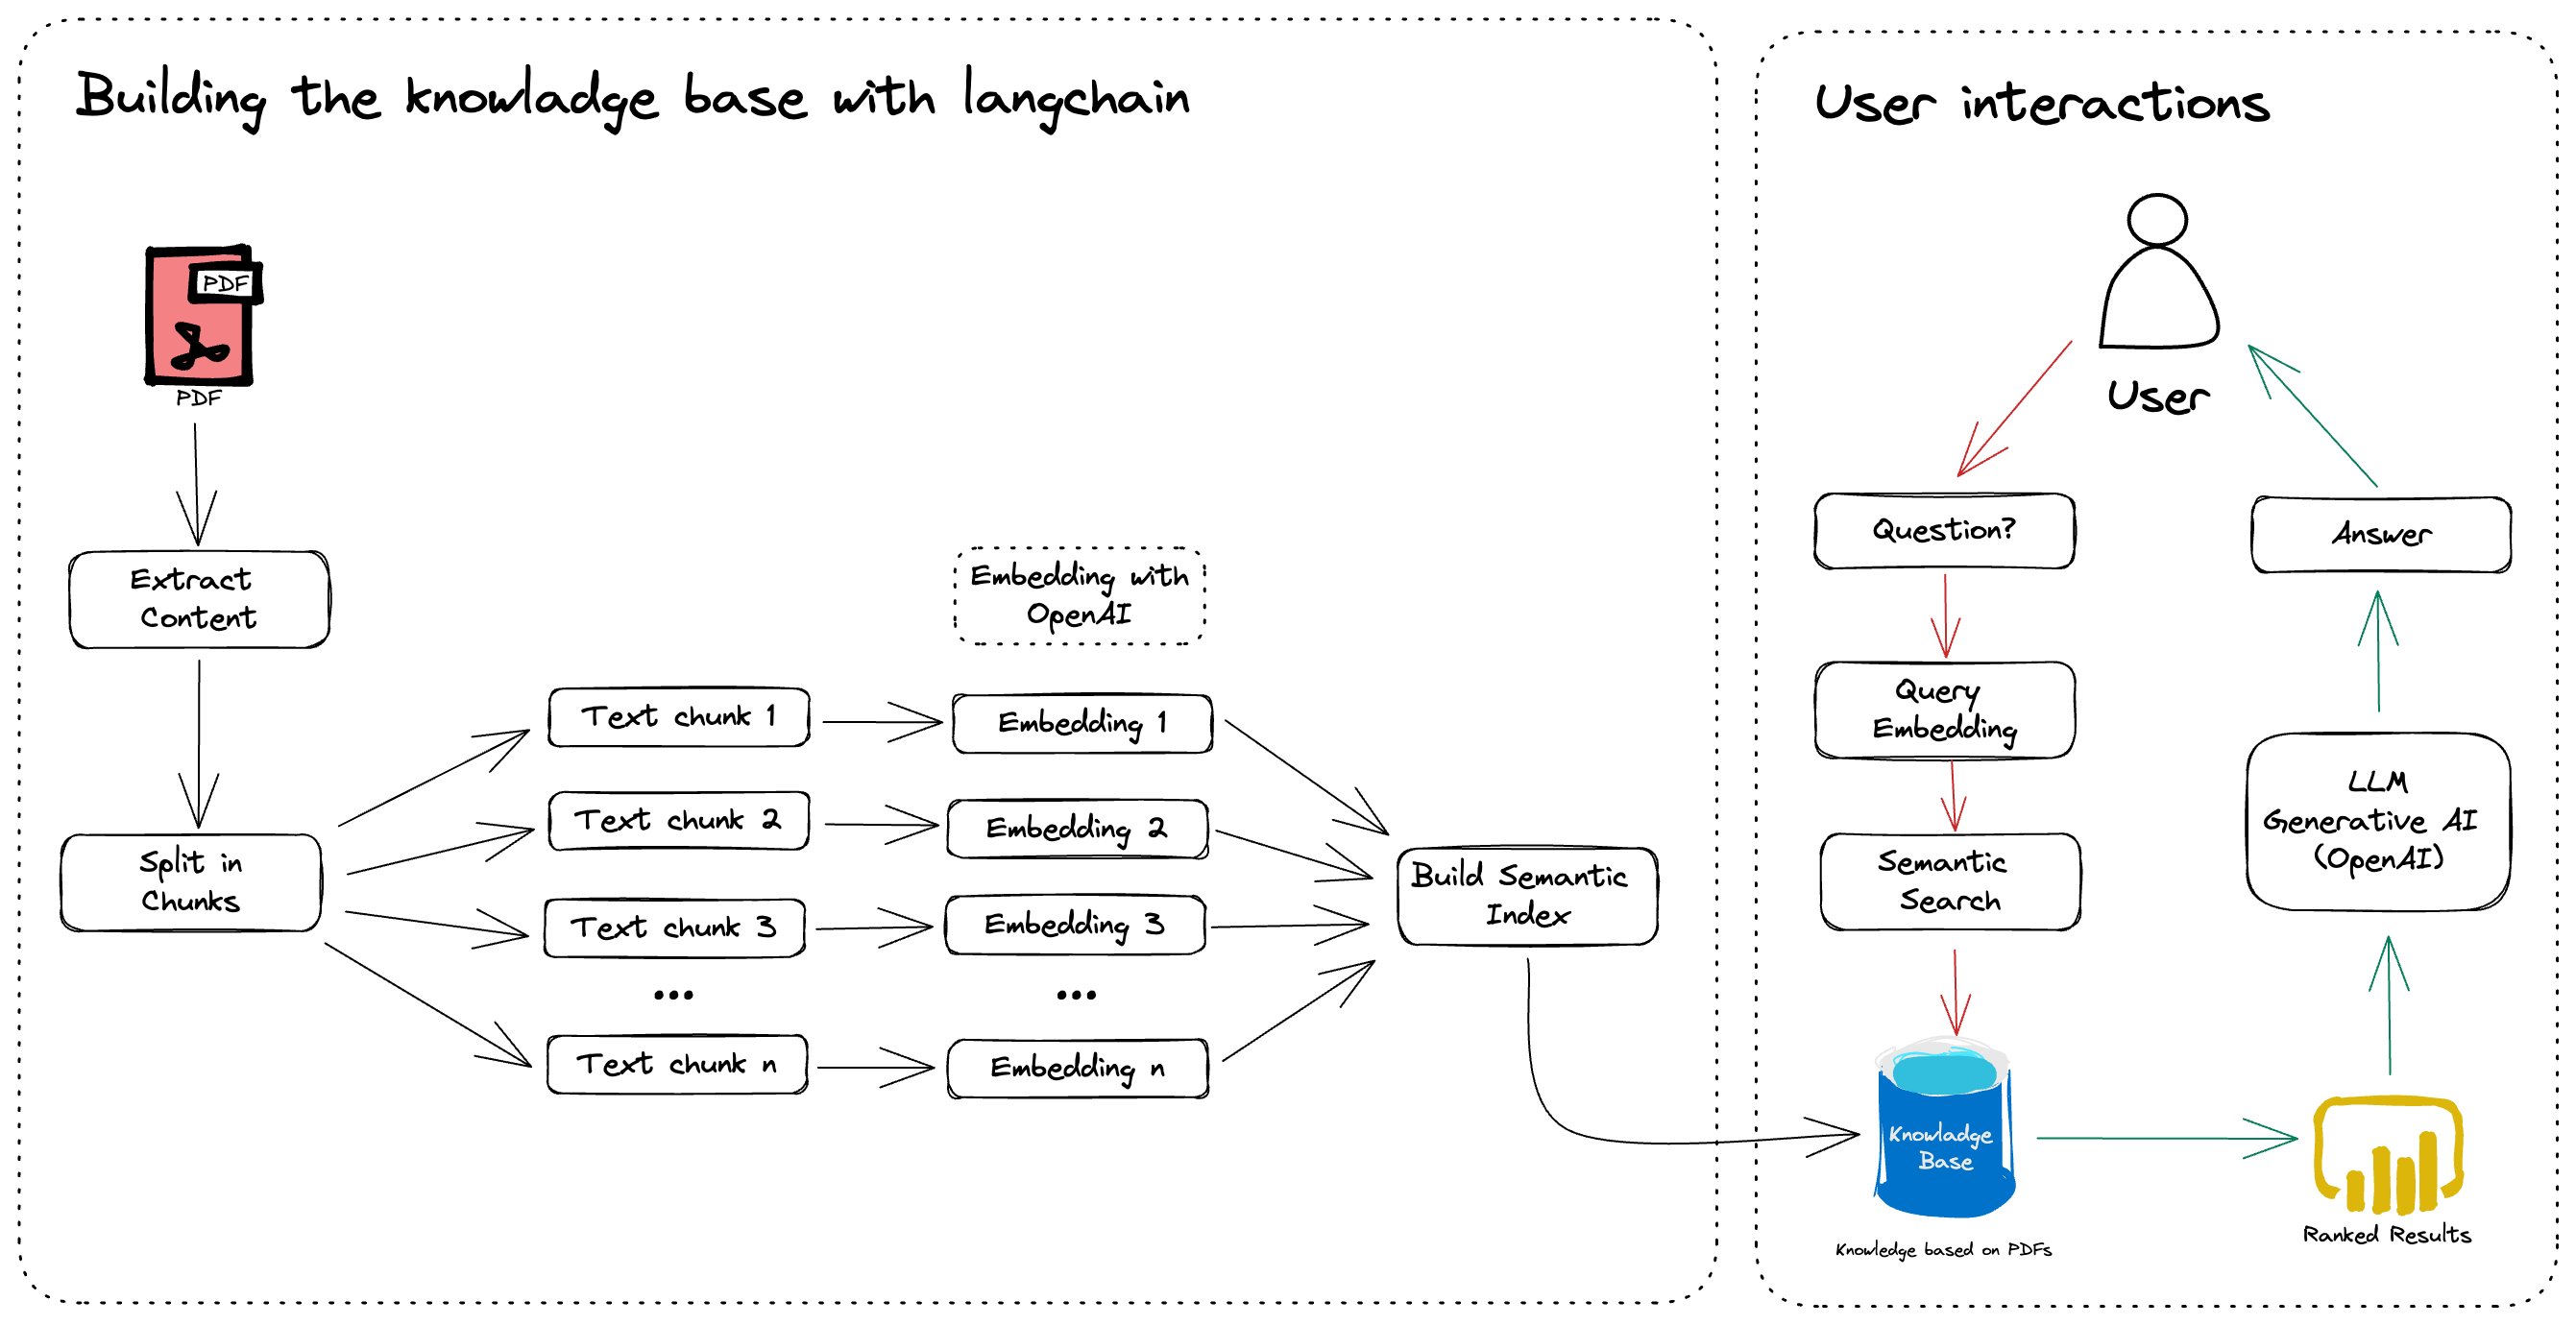 Building the knowladge base with langchain
PDF
PDF
Extract
Content
Split in
Chunks
Text chunk 1
Text chunk 2
Text chunk 3
...
Text chunk n
Embedding with
OpenAI
Embedding 1
Embedding 2
Embedding 3
...
Embedding n
Build Semantic
Index
User interactions
User
Question?
Query
Embedding
Semantic
Search
Knowladge
Base
Knowledge based on PDFs
Ranked Results
LLM
Generative AI
(OpenAI)
Answer